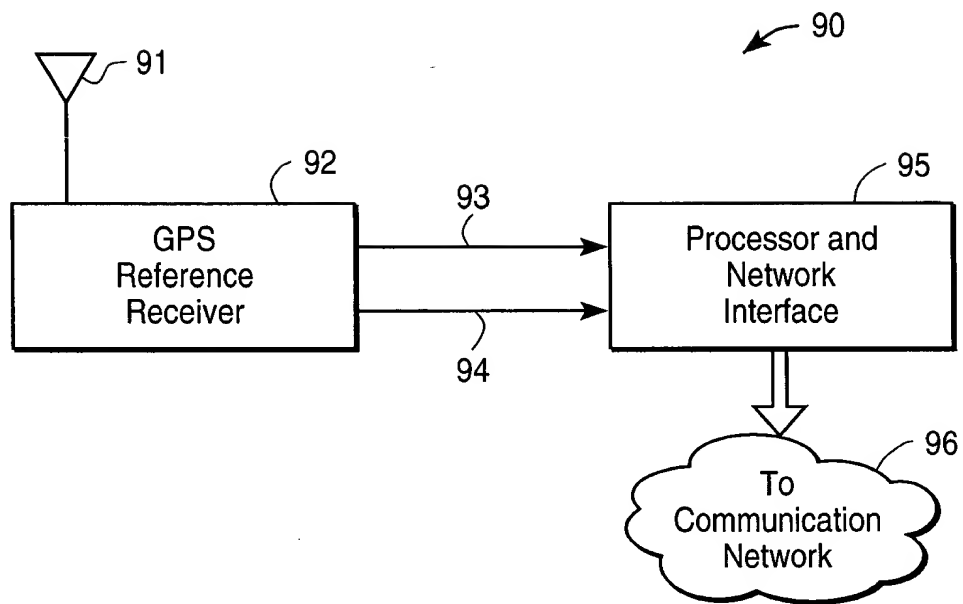 90
91
92
93
95
GPS
Reference
Receiver
Processor and
Network
Interface
94
96
To
Communication
Network